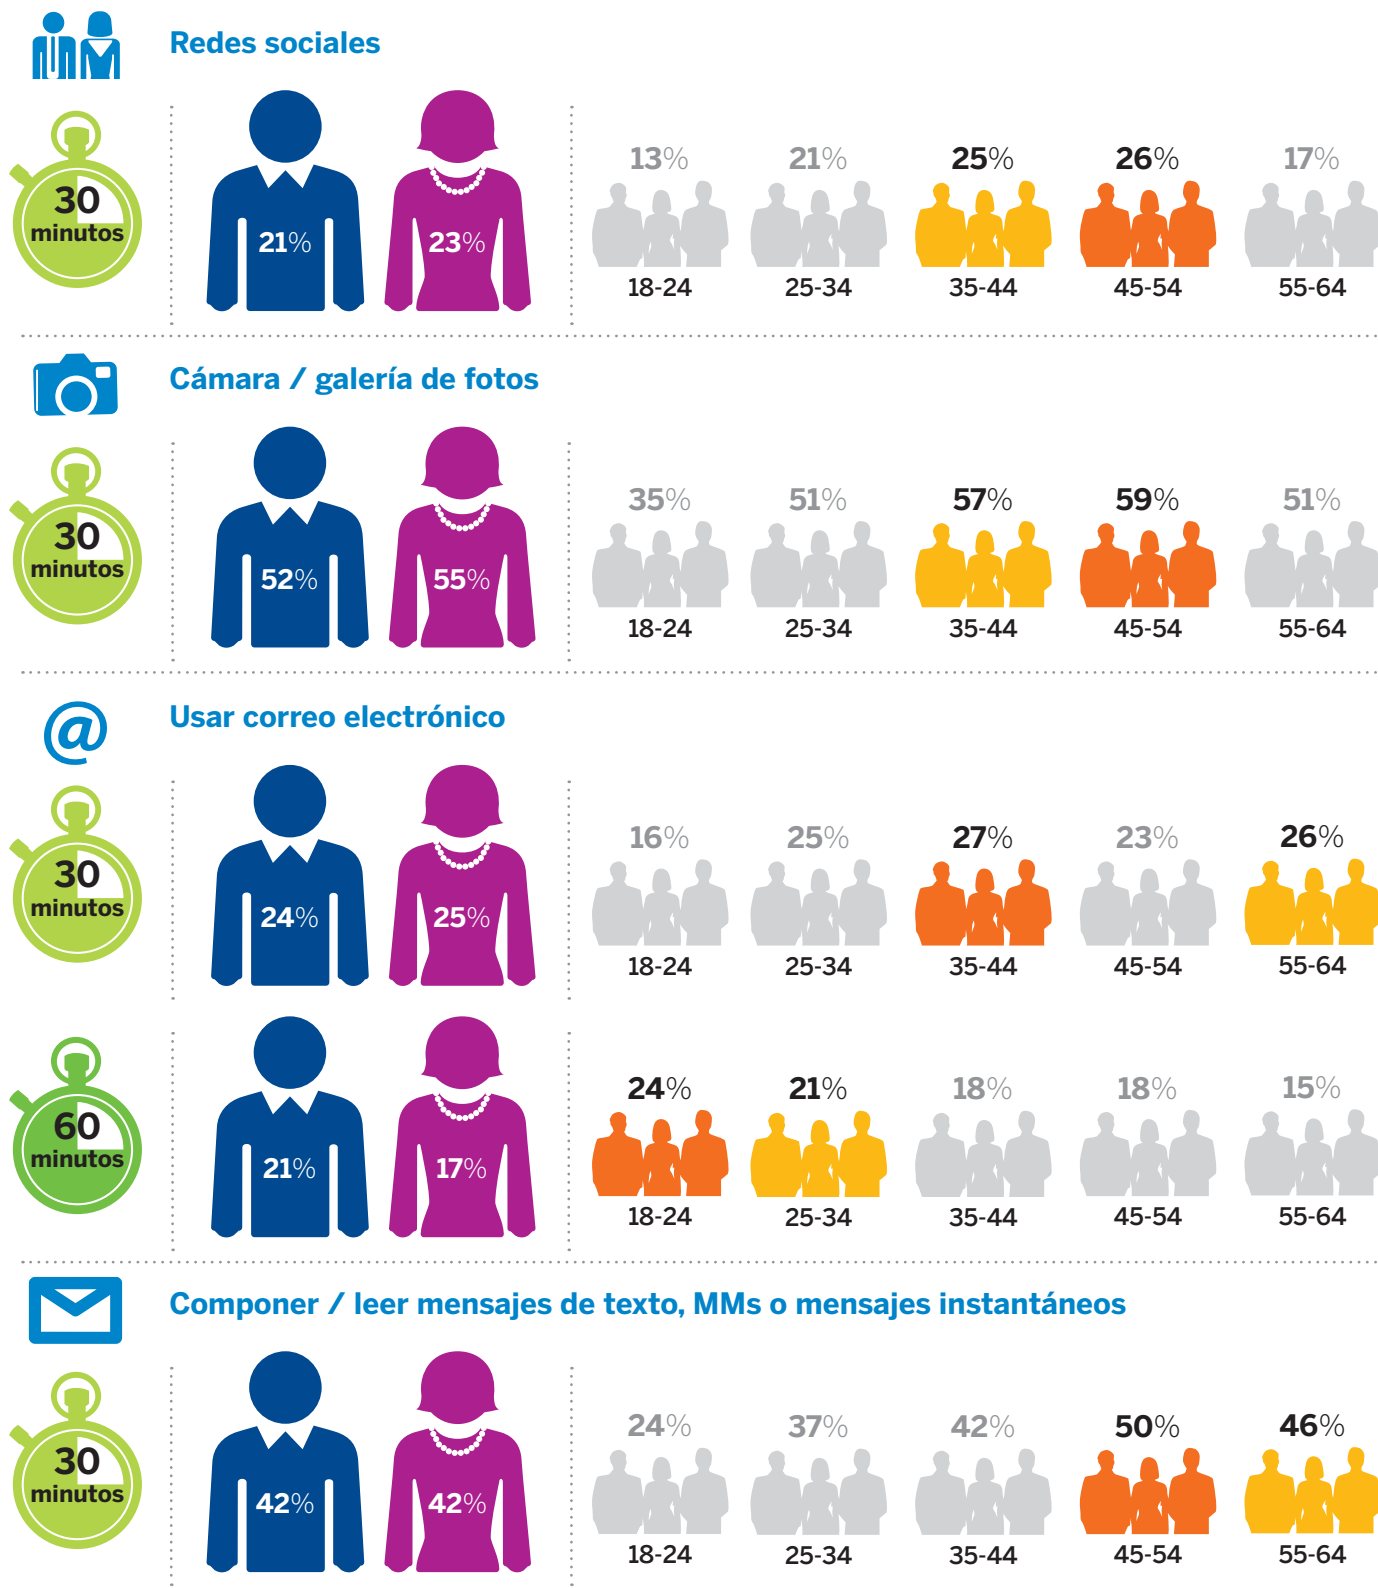 Redes sociales
30
minutos
21%
23%
13% 21% 25% 26% 17%
18-24 25-34 35-44 45-54 55-64
Cámara / galería de fotos
30
minutos
52%
55%
35% 51% 57% 59% 51%
18-24 25-34 35-44 45-54 55-64
@
Usar correo electrónico
30
minutos
24%
25%
16% 25% 27% 23% 26%
18-24 25-34 35-44 45-54 55-64
60
minutos
21%
17%
24% 21% 18% 18% 15%
18-24 25-34 35-44 45-54 55-64
Componer / leer mensajes de texto, MMs o mensajes instantáneos
30
minutos
42%
42%
24% 37% 42% 50% 46%
18-24 25-34 35-44 45-54 55-64